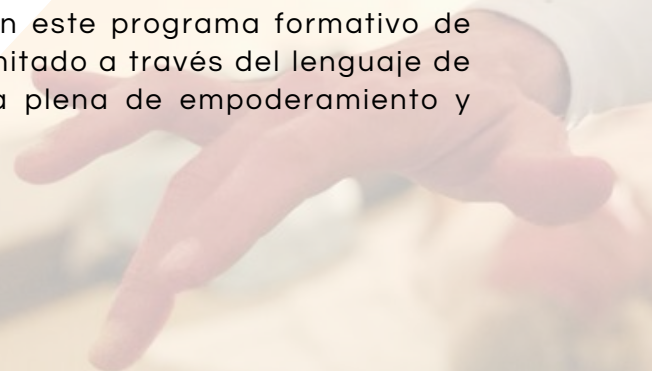 n este programa formativo de
nitado a través del lenguaje de
a plena de empoderamiento y